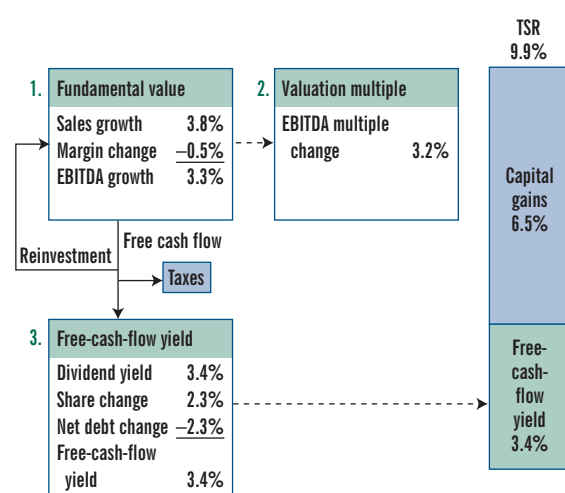 TSR
9.9%
1. Fundamental value
Sales growth 3.8%
Margin change –0.5%
EBITDA growth 3.3%
2. Valuation multiple
EBITDA multiple
change 3.2%
Capital
gains
6.5%
Free cash flow
Reinvestment
Taxes
3. Free-cash-flow yield
Dividend yield 3.4%
Share change 2.3%
Net debt change –2.3%
Free-cash-flow
yield 3.4%
Free-
cash-
flow
yield
3.4%